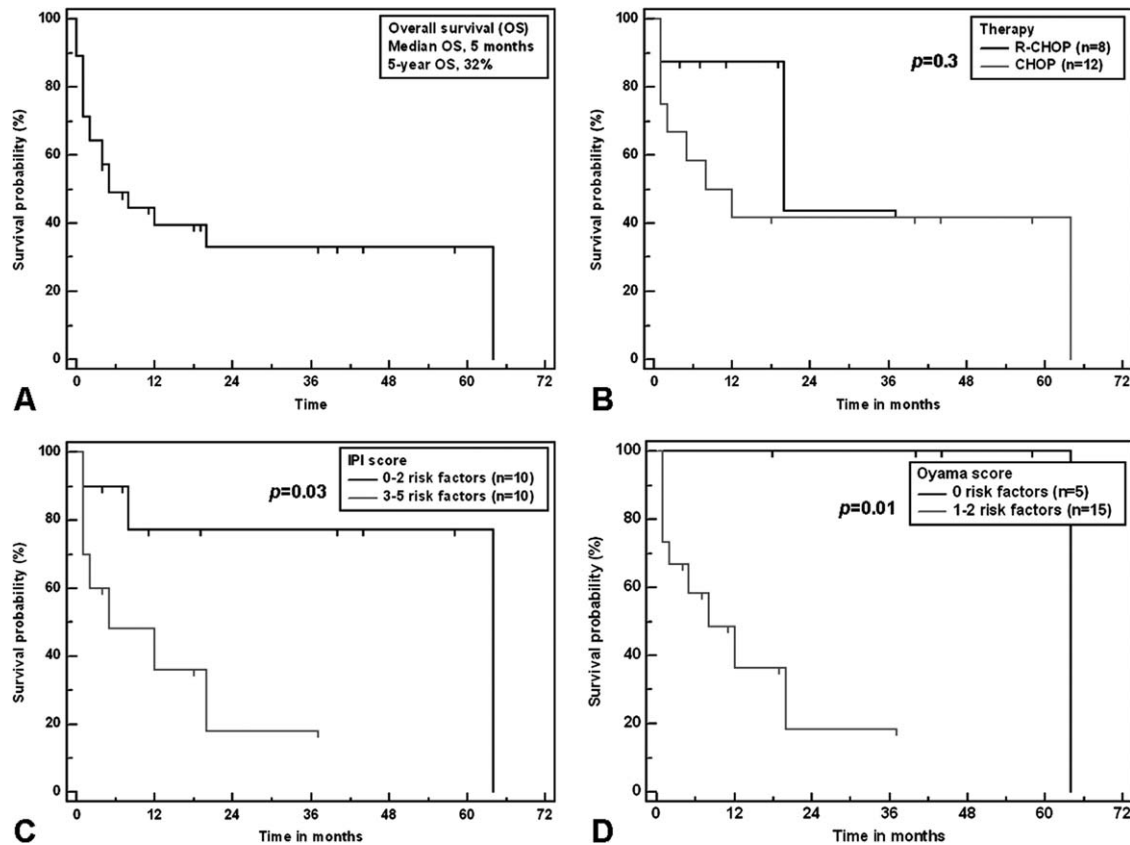 Overall survival (OS)
Median OS, 5 months
5-year OS, 32%
Survival probability (%)
100
80
60
40
20
0
0 12 24 36 48 60 72
Time
A
Therapy
R-CHOP (n=8)
CHOP (n=12)
p=0.3
Survival probability (%)
100
80
60
40
20
0
0 12 24 36 48 60 72
Time in months
B
IPI score
0-2 risk factors (n=10)
3-5 risk factors (n=10)
p=0.03
Survival probability (%)
100
80
60
40
20
0
0 12 24 36 48 60 72
Time in months
C
Oyama score
0 risk factors (n=5)
1-2 risk factors (n=15)
p=0.01
Survival probability (%)
100
80
60
40
20
0
0 12 24 36 48 60 72
Time in months
D